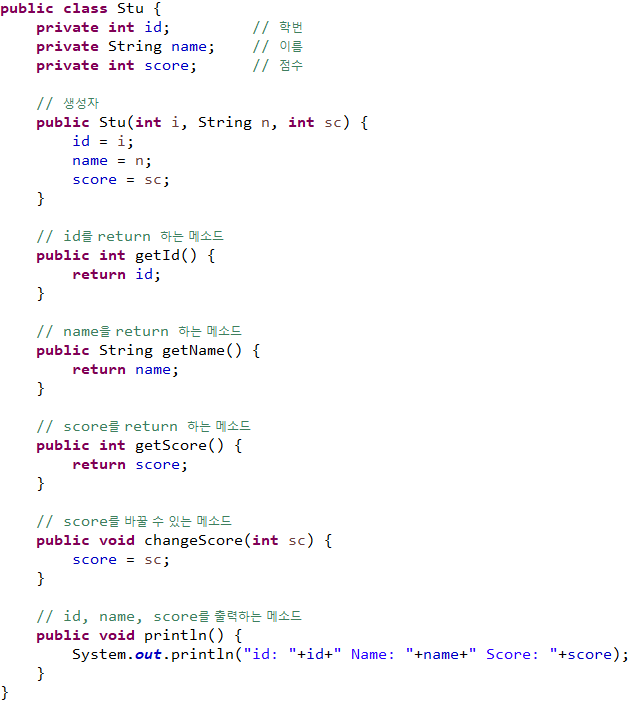 public class Stu {
    private int id;         // 학번
    private String name;    // 이름
    private int score;      // 점수

    // 생성자
    public Stu(int i, String n, int sc) {
        id = i;
        name = n;
        score = sc;
    }

    // id를 return 하는 메소드
    public int getId() {
        return id;
    }

    // name을 return 하는 메소드
    public String getName() {
        return name;
    }

    // score를 return 하는 메소드
    public int getScore() {
        return score;
    }

    // score를 바꿀 수 있는 메소드
    public void changeScore(int sc) {
        score = sc;
    }

    // id, name, score를 출력하는 메소드
    public void println() {
        System.out.println("id: "+id+" Name: "+name+" Score: "+score);
    }
}